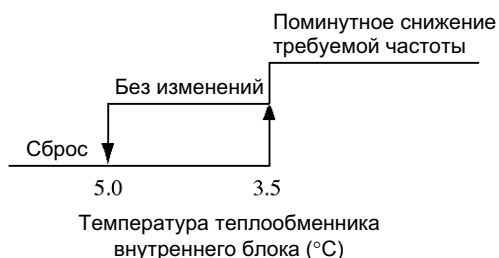 Поминутное снижение
требуемой частоты
Без изменений
Сброс
5.0 3.5
Температура теплообменника
внутреннего блока (°C)